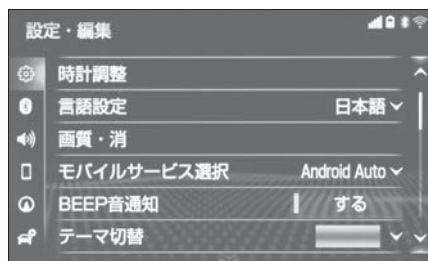 設定・編集
時計調整
言語設定 日本語
画質・消
モバイルサービス選択 Android Auto
BEEP音通知 する
テーマ切替